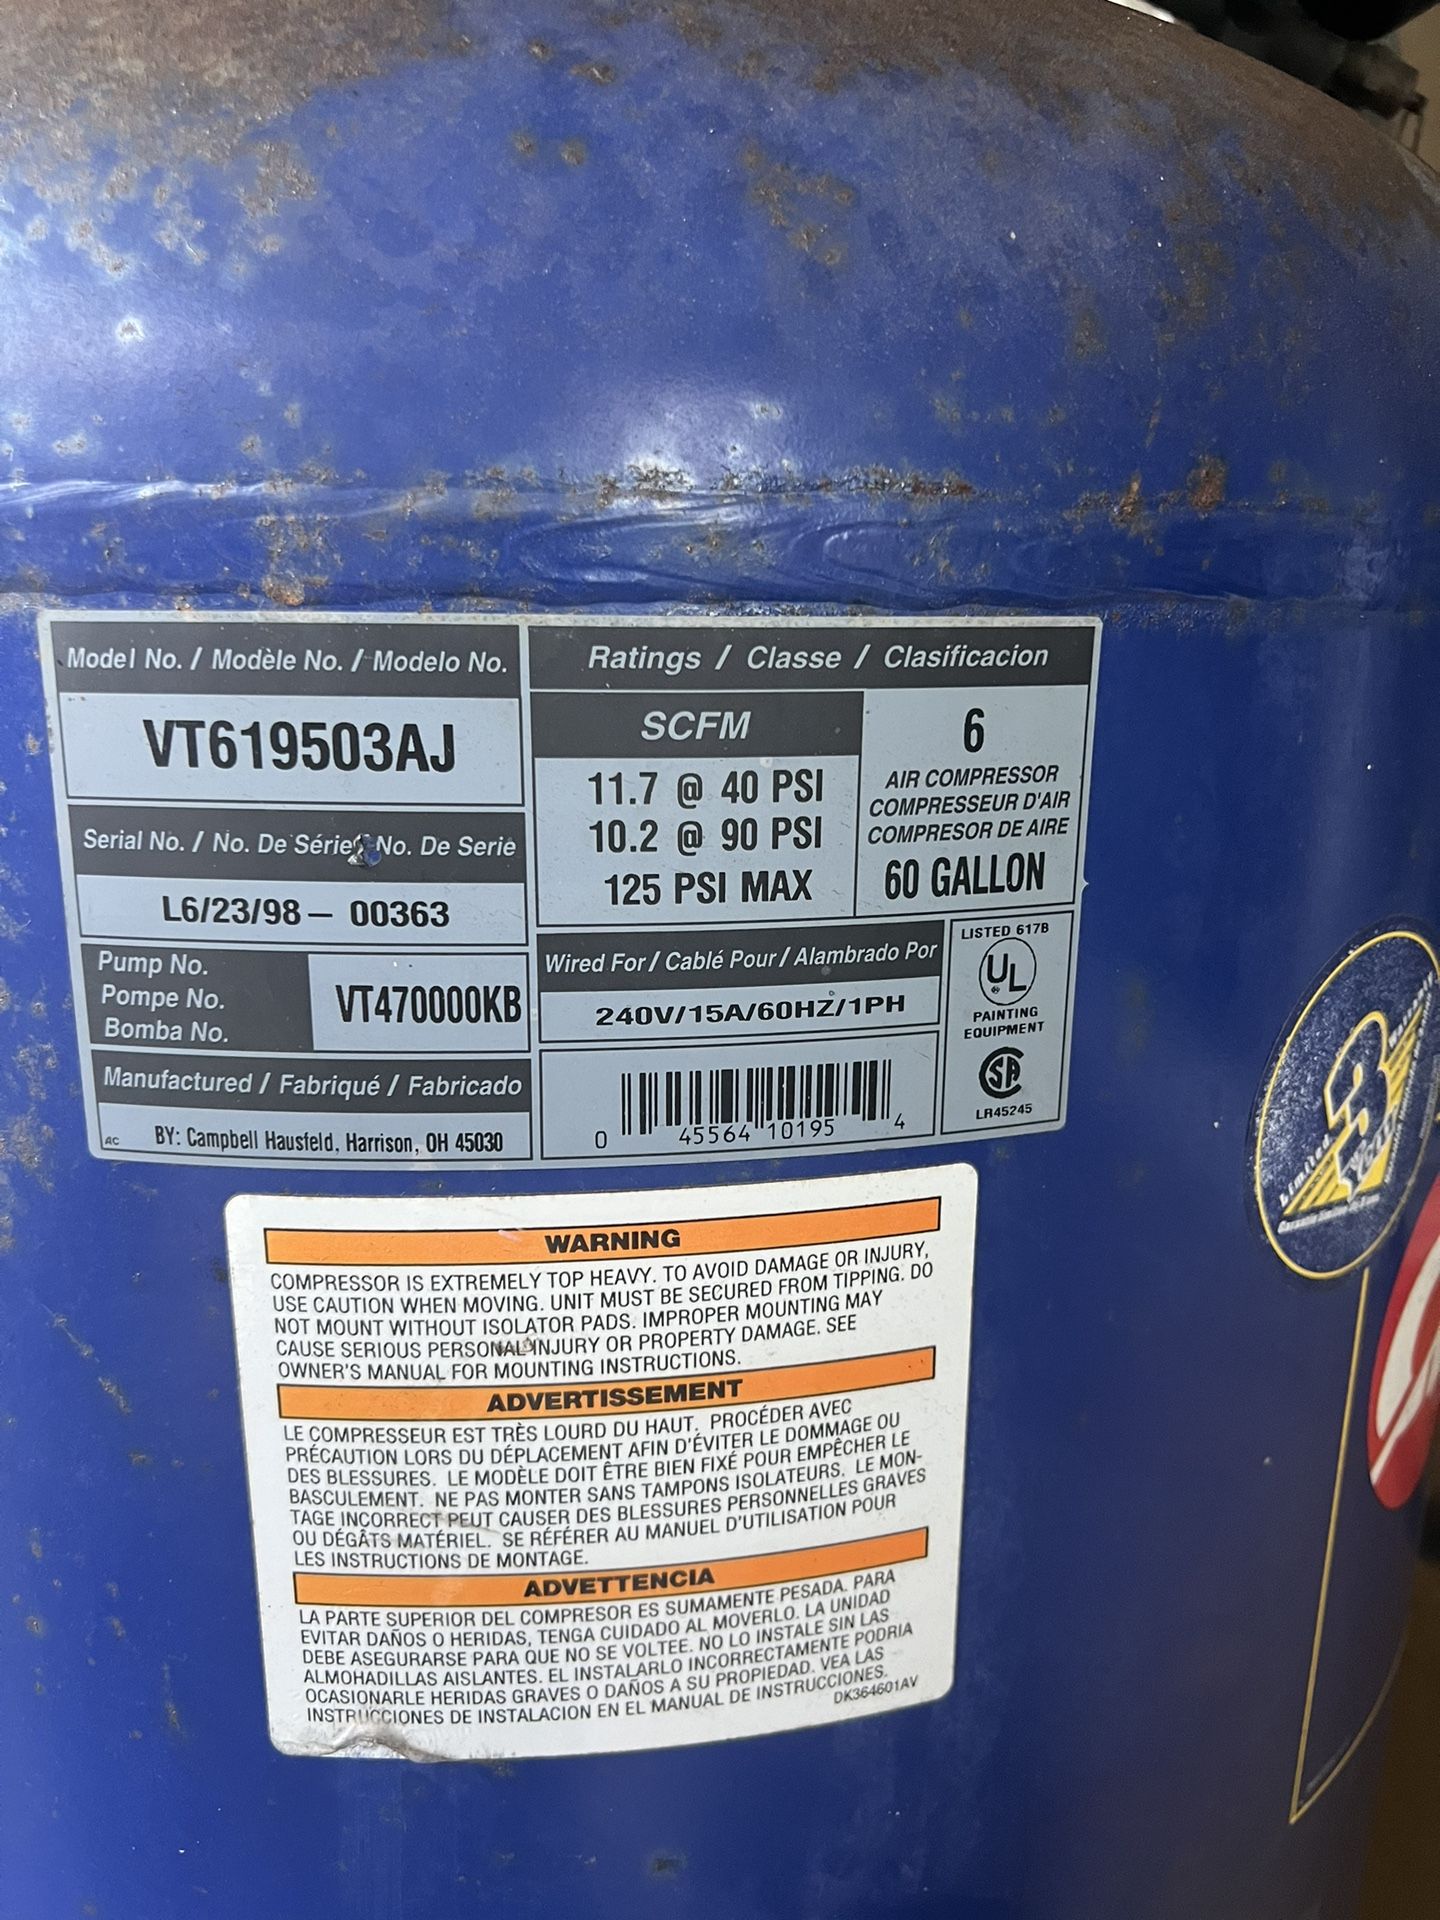 Model No. / Modèle No. / Modelo No.
VT619503AJ
Serial No. / No. De Série / No. De Serie
L6/23/98 – 00363
Pump No.
Pompe No.
Bomba No.
VT470000KB
Manufactured / Fabriqué / Fabricado
AC BY: Campbell Hausfeld, Harrison, OH 45030
Ratings / Classe / Clasificacion
SCFM
11.7 @ 40 PSI
10.2 @ 90 PSI
125 PSI MAX
6
AIR COMPRESSOR
COMPRESSEUR D'AIR
COMPRESOR DE AIRE
60 GALLON
Wired For / Cablé Pour / Alambrado Por
240V/15A/60HZ/1PH
0 45564 10195 4
LISTED 617B
UL
PAINTING
EQUIPMENT
SA
LR45245
WARNING
COMPRESSOR IS EXTREMELY TOP HEAVY. TO AVOID DAMAGE OR INJURY,
USE CAUTION WHEN MOVING. UNIT MUST BE SECURED FROM TIPPING. DO
NOT MOUNT WITHOUT ISOLATOR PADS. IMPROPER MOUNTING MAY
CAUSE SERIOUS PERSONAL INJURY OR PROPERTY DAMAGE. SEE
OWNER'S MANUAL FOR MOUNTING INSTRUCTIONS.
ADVERTISSEMENT
LE COMPRESSEUR EST TRÈS LOURD DU HAUT. PROCÉDER AVEC
PRÉCAUTION LORS DU DÉPLACEMENT AFIN D'ÉVITER LE DOMMAGE OU
DES BLESSURES. LE MODÈLE DOIT ÊTRE BIEN FIXÉ POUR EMPÊCHER LE
BASCULEMENT. NE PAS MONTER SANS TAMPONS ISOLATEURS. LE MON-
TAGE INCORRECT PEUT CAUSER DES BLESSURES PERSONNELLES GRAVES
OU DÉGÂTS MATÉRIEL. SE RÉFÉRER AU MANUEL D'UTILISATION POUR
LES INSTRUCTIONS DE MONTAGE.
ADVETTENCIA
LA PARTE SUPERIOR DEL COMPRESOR ES SUMAMENTE PESADA. PARA
EVITAR DAÑOS O HERIDAS, TENGA CUIDADO AL MOVERLO. LA UNIDAD
DEBE ASEGURARSE PARA QUE NO SE VOLTEE. NO LO INSTALE SIN LAS
ALMOHADILLAS AISLANTES. EL INSTALARLO INCORRECTAMENTE PODRIA
OCASIONARLE HERIDAS GRAVES O DAÑOS A SU PROPIEDAD. VEA LAS
INSTRUCCIONES DE INSTALACION EN EL MANUAL DE INSTRUCCIONES.
DK364601AV
Limited
3